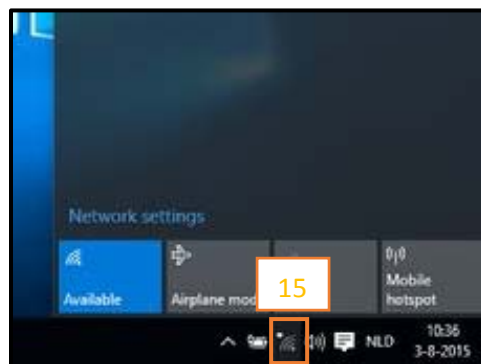 Network settings
Available
Airplane mod
15
Mobile
hotspot
NLD
10:36
3-8-2015